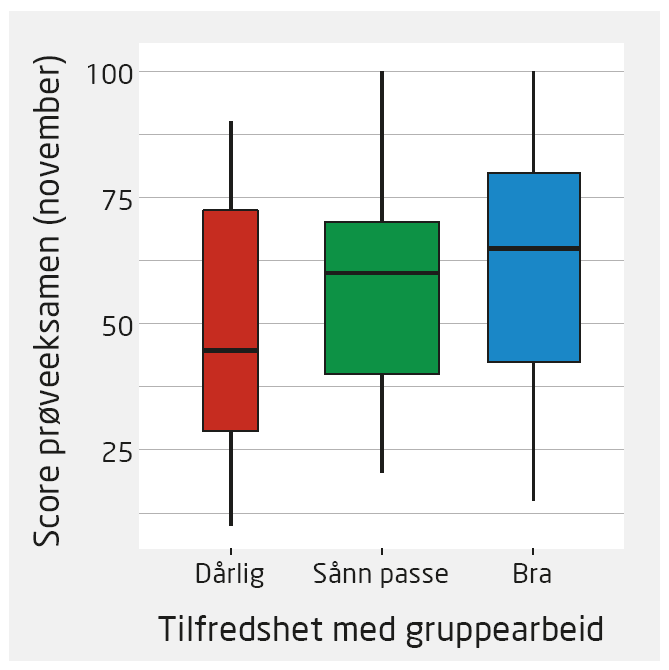 Score prøveeksamen (november)
100
75
50
25
Dårlig Sånn passe Bra
Tilfredshet med gruppearbeid